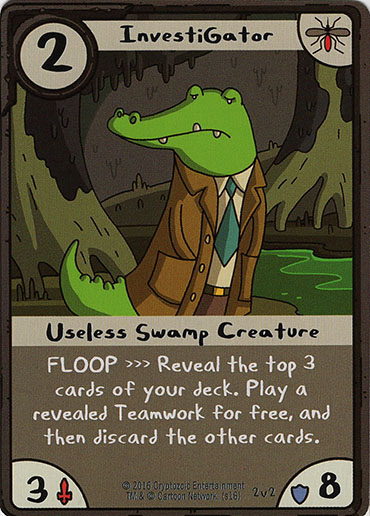 2
InvestiGator
Useless Swamp Creature
FLOOP >>> Reveal the top 3
cards of your deck. Play a
revealed Teamwork for free, and
then discard the other cards.
© 2016 Cryptozoic Entertainment
TM & © Cartoon Network. (s16)
2v2
3
8